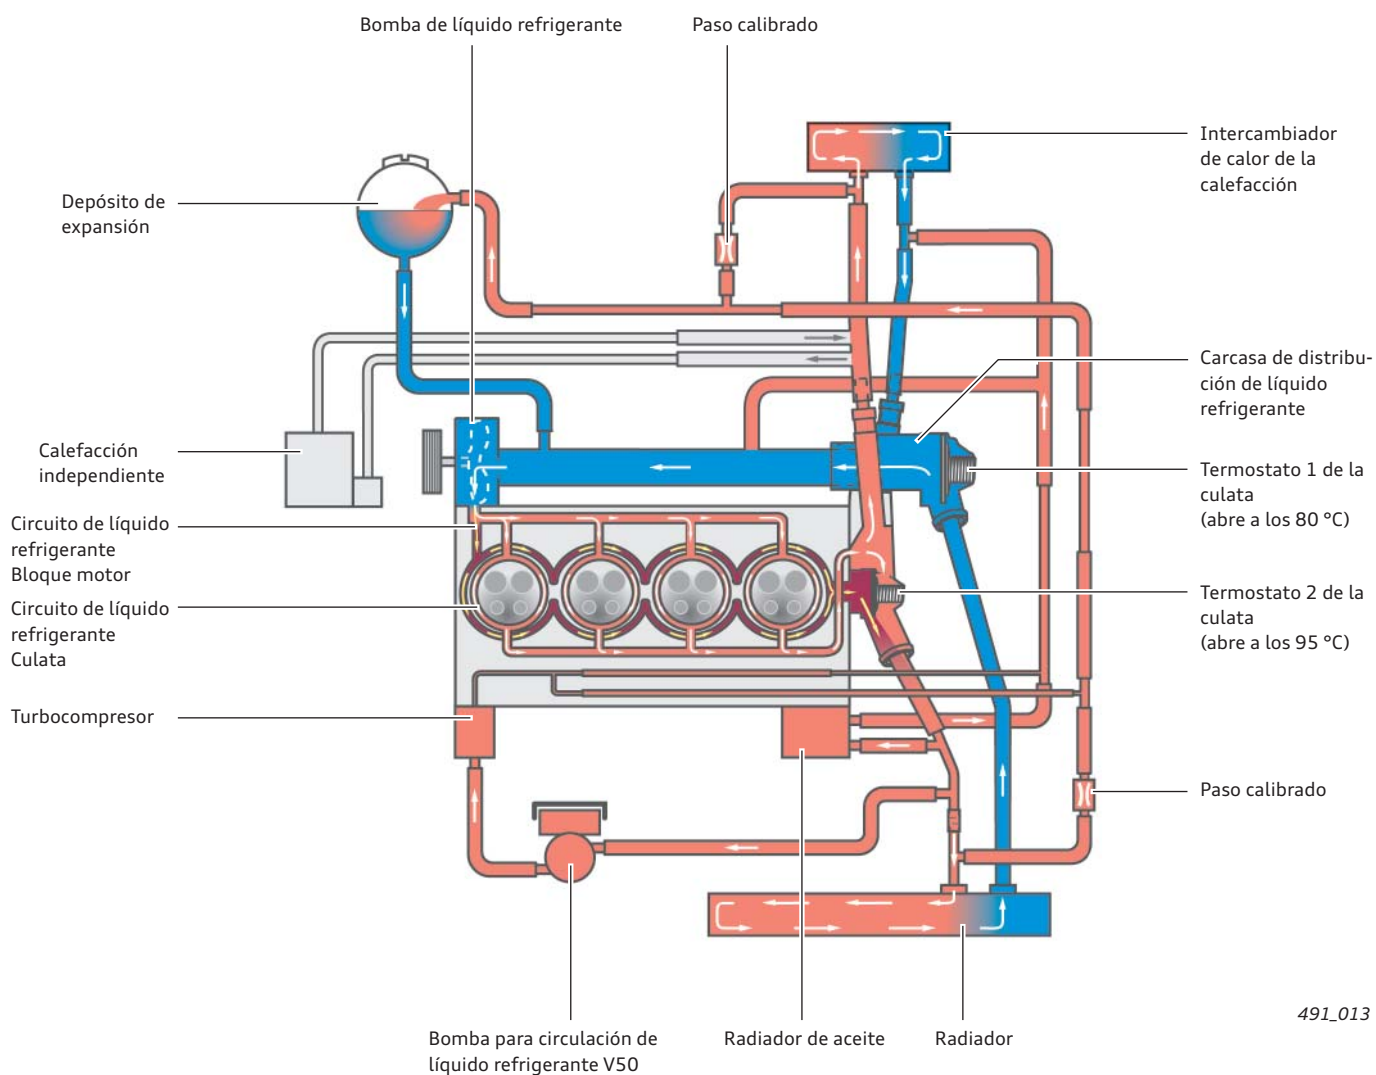 Bomba de líquido refrigerante
Paso calibrado
Intercambiador
de calor de la
calefacción
Depósito de
expansión
Carcasa de distribu-
ción de líquido
refrigerante
Calefacción
independiente
Termostato 1 de la
culata
(abre a los 80 °C)
Circuito de líquido
refrigerante
Bloque motor
Circuito de líquido
refrigerante
Culata
Termostato 2 de la
culata
(abre a los 95 °C)
Turbocompresor
Paso calibrado
Bomba para circulación de
líquido refrigerante V50
Radiador de aceite
Radiador
491_013